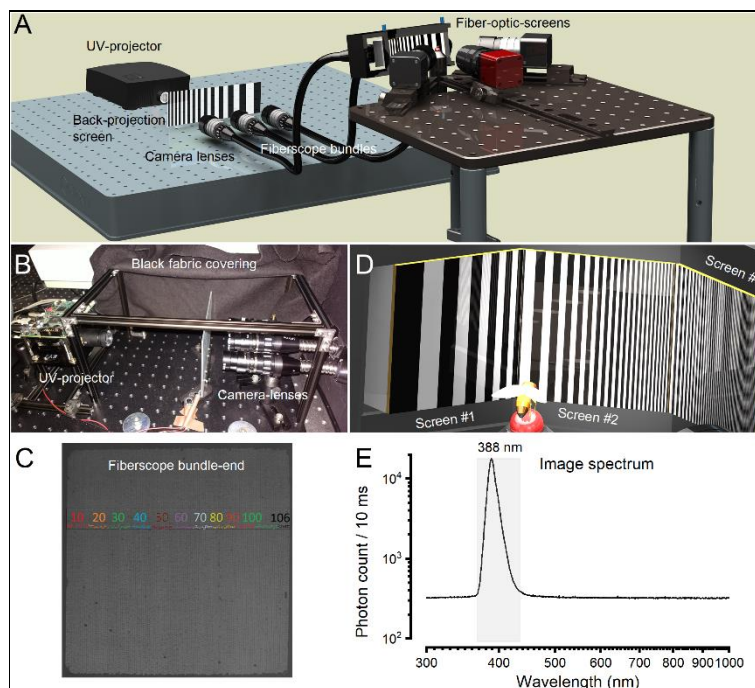 A
UV-projector
Back-projection
screen
Camera lenses
Fiberscope bundles
Fiber-optic-screens
B
Black fabric covering
UV-projector
Camera-lenses
D
Screen #1
Screen #2
Screen #
C
Fiberscope bundle-end
10 20 30 40 50 60 70 80 90 100 106
E
388 nm
Image spectrum
Photon count / 10 ms
10⁴
10³
10²
300 400 500 600 700 800 900 1000
Wavelength (nm)